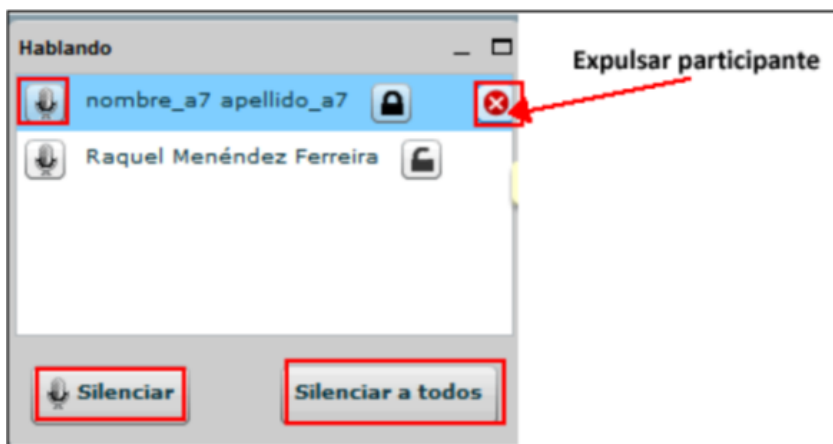 Hablando
Expulsar participante
nombre_a7 apellido_a7
Raquel Menéndez Ferreira
Silenciar
Silenciar a todos